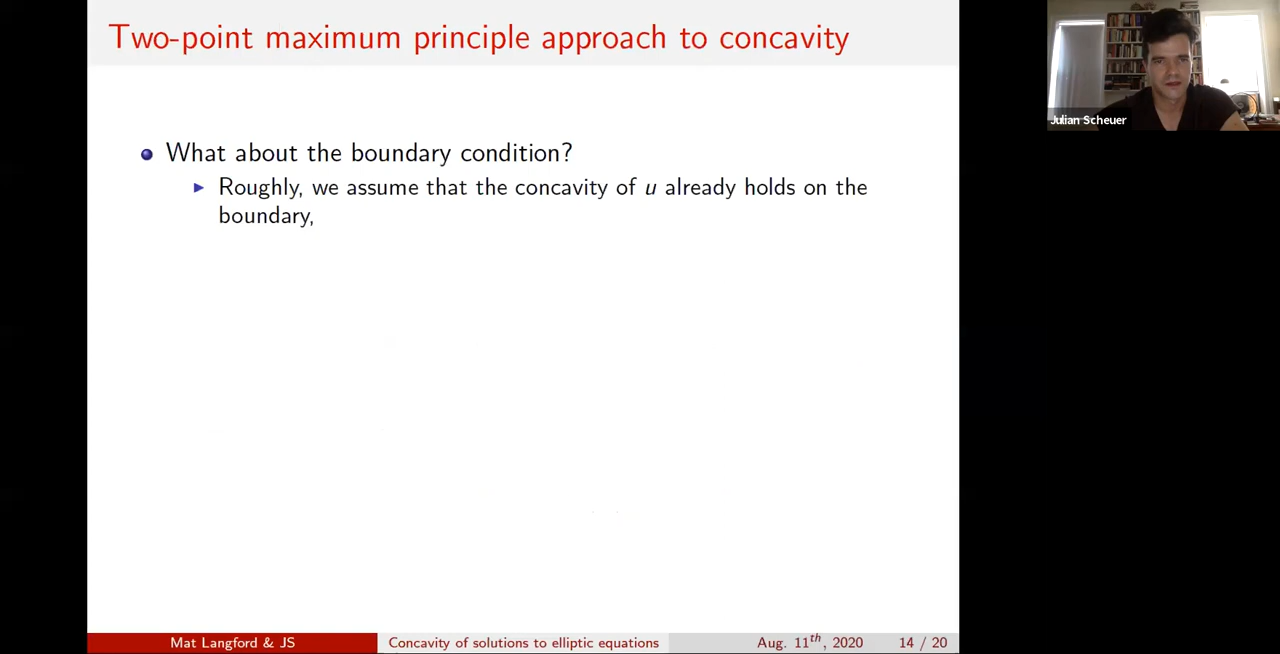 Two-point maximum principle approach to concavity
Julian Scheuer
What about the boundary condition?
Roughly, we assume that the concavity of u already holds on the
boundary,
Mat Langford & JS
Concavity of solutions to elliptic equations
Aug. 11th, 2020
14 / 20